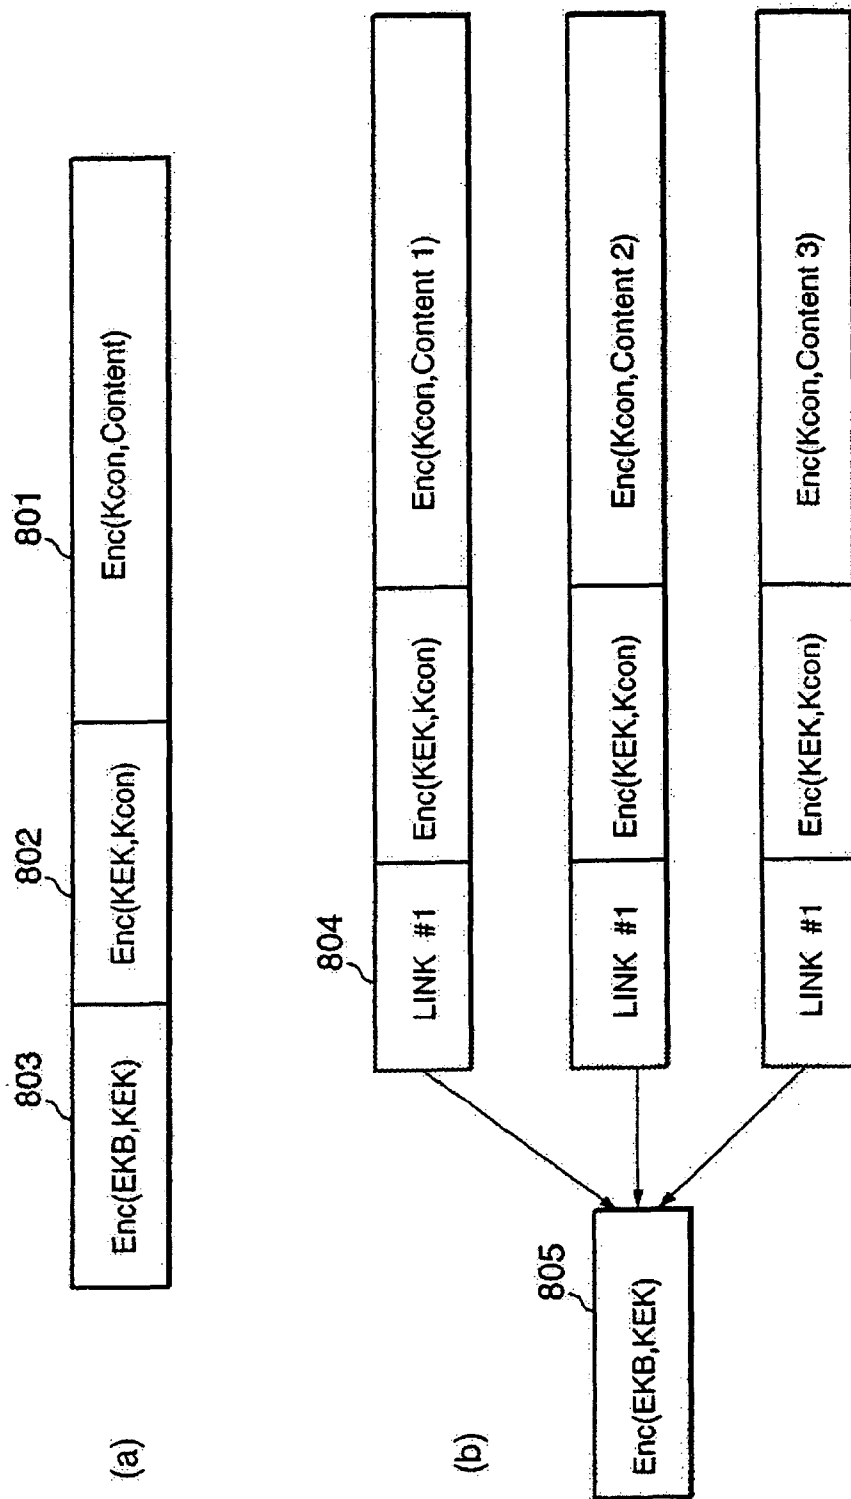 (a)
803
802
801
Enc(EKB,KEK)
Enc(KEK,Kcon)
Enc(Kcon,Content)
(b)
804
LINK #1
Enc(KEK,Kcon)
Enc(Kcon,Content 1)
805
Enc(EKB,KEK)
LINK #1
Enc(KEK,Kcon)
Enc(Kcon,Content 2)
LINK #1
Enc(KEK,Kcon)
Enc(Kcon,Content 3)